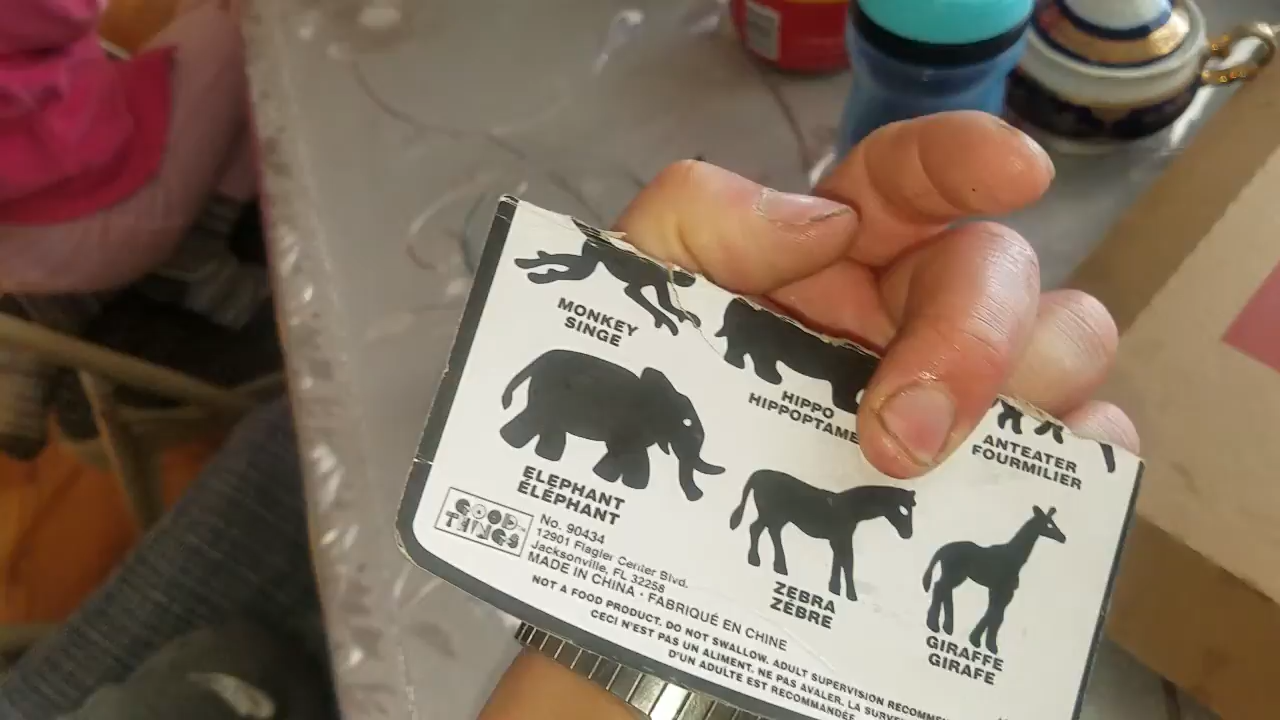 MONKEY
SINGE
HIPPO
HIPPOPTAME
ANTEATER
FOURMILIER
ELEPHANT
ÉLÉPHANT
ZEBRA
ZÈBRE
GIRAFFE
GIRAFE
GOOD
THINGS
No. 90434
12901 Flagler Center Blvd.
Jacksonville, FL 32258
MADE IN CHINA · FABRIQUÉ EN CHINE
NOT A FOOD PRODUCT. DO NOT SWALLOW. ADULT SUPERVISION
CECI N'EST PAS UN ALIMENT. NE PAS AVALER. LA
D'UN ADULTE EST RECOMMANDÉE